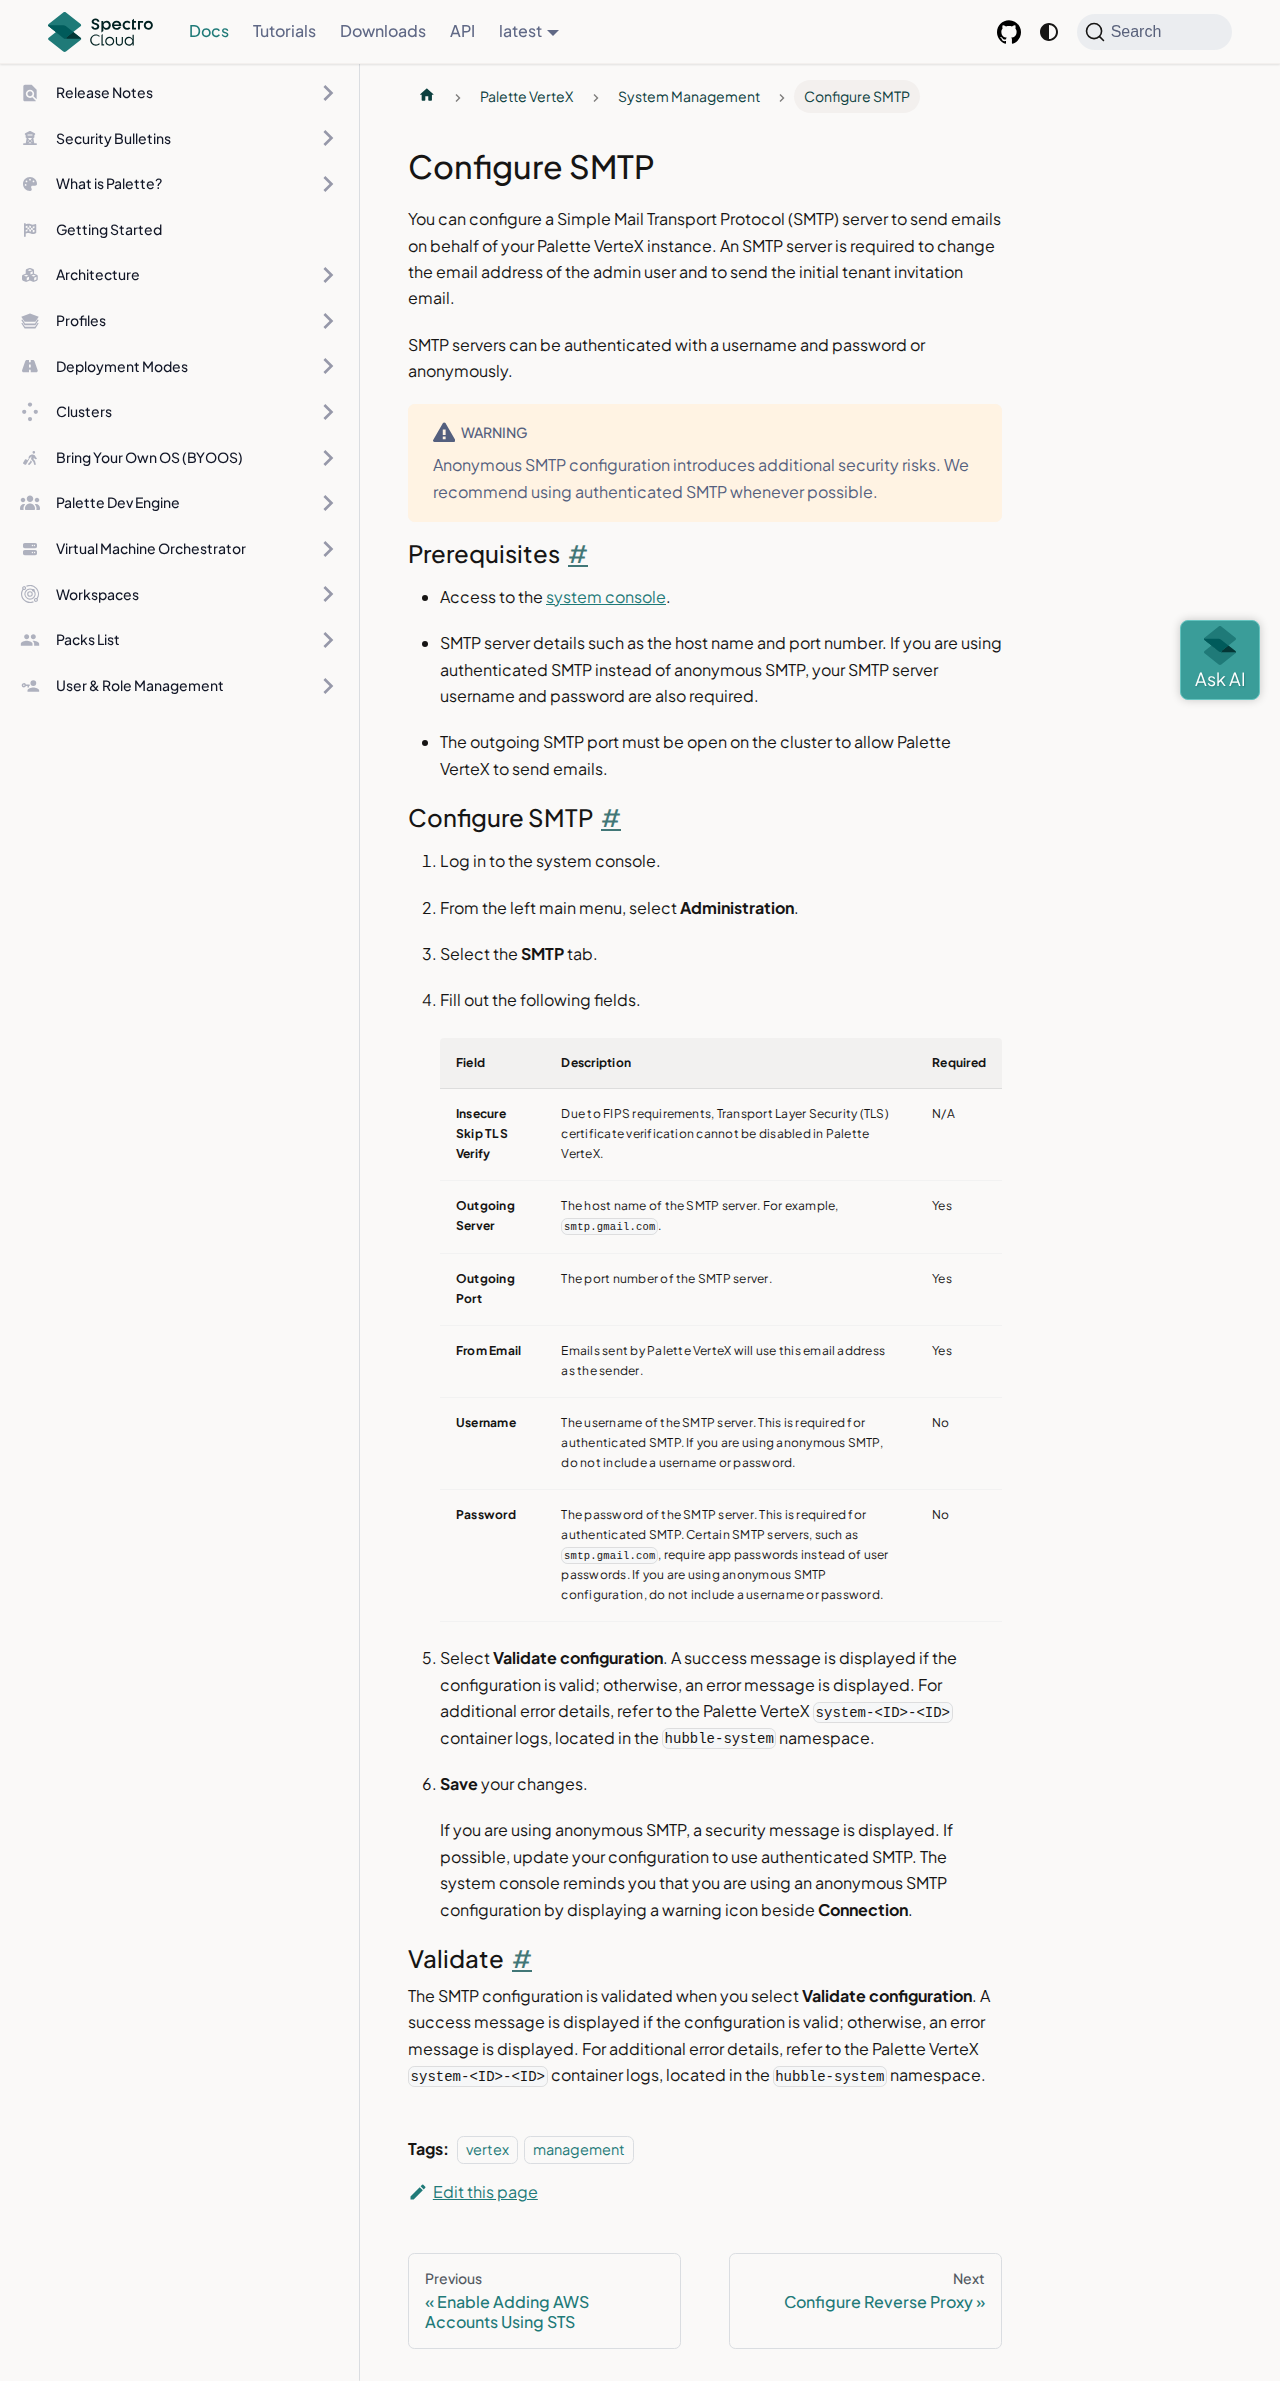 Spectro Cloud
Docs Tutorials Downloads API latest
Search
Release Notes
Security Bulletins
What is Palette?
Getting Started
Architecture
Profiles
Deployment Modes
Clusters
Bring Your Own OS (BYOOS)
Palette Dev Engine
Virtual Machine Orchestrator
Workspaces
Packs List
User & Role Management
Palette VerteX > System Management > Configure SMTP
Configure SMTP
You can configure a Simple Mail Transport Protocol (SMTP) server to send emails
on behalf of your Palette VerteX instance. An SMTP server is required to change
the email address of the admin user and to send the initial tenant invitation
email.
SMTP servers can be authenticated with a username and password or
anonymously.
WARNING
Anonymous SMTP configuration introduces additional security risks. We
recommend using authenticated SMTP whenever possible.
Prerequisites #
• Access to the system console.
• SMTP server details such as the host name and port number. If you are using
authenticated SMTP instead of anonymous SMTP, your SMTP server
username and password are also required.
• The outgoing SMTP port must be open on the cluster to allow Palette
VerteX to send emails.
Ask AI
Configure SMTP #
1. Log in to the system console.
2. From the left main menu, select Administration.
3. Select the SMTP tab.
4. Fill out the following fields.
Field Description Required
Insecure Due to FIPS requirements, Transport Layer Security (TLS) N/A
Skip TLS certificate verification cannot be disabled in Palette
Verify VerteX.
Outgoing The host name of the SMTP server. For example, Yes
Server smtp.gmail.com.
Outgoing The port number of the SMTP server. Yes
Port
From Email Emails sent by Palette VerteX will use this email address Yes
as the sender.
Username The username of the SMTP server. This is required for No
authenticated SMTP. If you are using anonymous SMTP,
do not include a username or password.
Password The password of the SMTP server. This is required for No
authenticated SMTP. Certain SMTP servers, such as
smtp.gmail.com, require app passwords instead of user
passwords. If you are using anonymous SMTP
configuration, do not include a username or password.
5. Select Validate configuration. A success message is displayed if the
configuration is valid; otherwise, an error message is displayed. For
additional error details, refer to the Palette VerteX system-<ID>-<ID>
container logs, located in the hubble-system namespace.
6. Save your changes.
If you are using anonymous SMTP, a security message is displayed. If
possible, update your configuration to use authenticated SMTP. The
system console reminds you that you are using an anonymous SMTP
configuration by displaying a warning icon beside Connection.
Validate #
The SMTP configuration is validated when you select Validate configuration. A
success message is displayed if the configuration is valid; otherwise, an error
message is displayed. For additional error details, refer to the Palette VerteX
system-<ID>-<ID> container logs, located in the hubble-system namespace.
Tags: vertex management
Edit this page
Previous
« Enable Adding AWS
Accounts Using STS
Next
Configure Reverse Proxy »